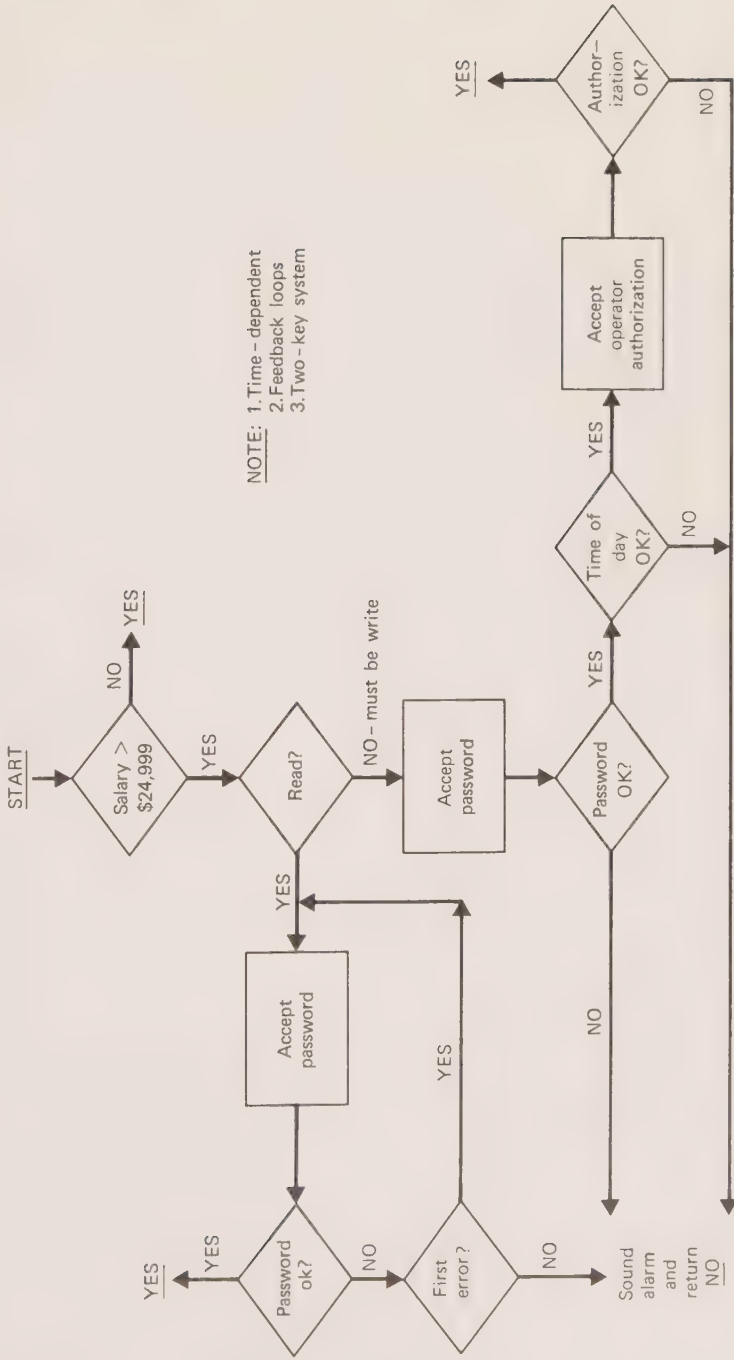 START
Salary >
$24,999
NO
YES
YES
Read?
YES
NO – must be write
Accept
password
Password
ok?
YES
YES
NO
First
error?
YES
NO
Sound
alarm
and
return
NO
Accept
password
Password
OK?
NO
YES
Time of
day
OK?
NO
YES
Accept
operator
authorization
Author–
ization
OK?
YES
NO
NOTE: 1. Time – dependent
2. Feedback loops
3. Two – key system